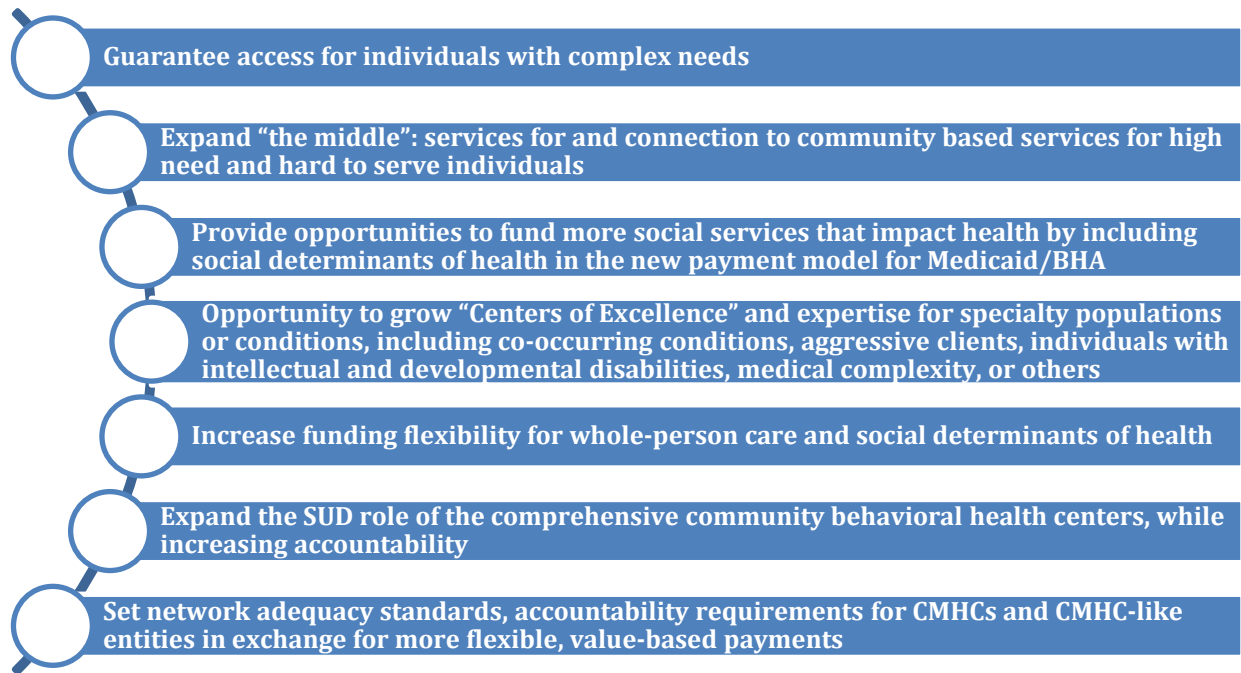 Guarantee access for individuals with complex needs
Expand “the middle”: services for and connection to community based services for high
need and hard to serve individuals
Provide opportunities to fund more social services that impact health by including
social determinants of health in the new payment model for Medicaid/BHA
Opportunity to grow “Centers of Excellence” and expertise for specialty populations
or conditions, including co-occurring conditions, aggressive clients, individuals with
intellectual and developmental disabilities, medical complexity, or others
Increase funding flexibility for whole-person care and social determinants of health
Expand the SUD role of the comprehensive community behavioral health centers, while
increasing accountability
Set network adequacy standards, accountability requirements for CMHCs and CMHC-like
entities in exchange for more flexible, value-based payments